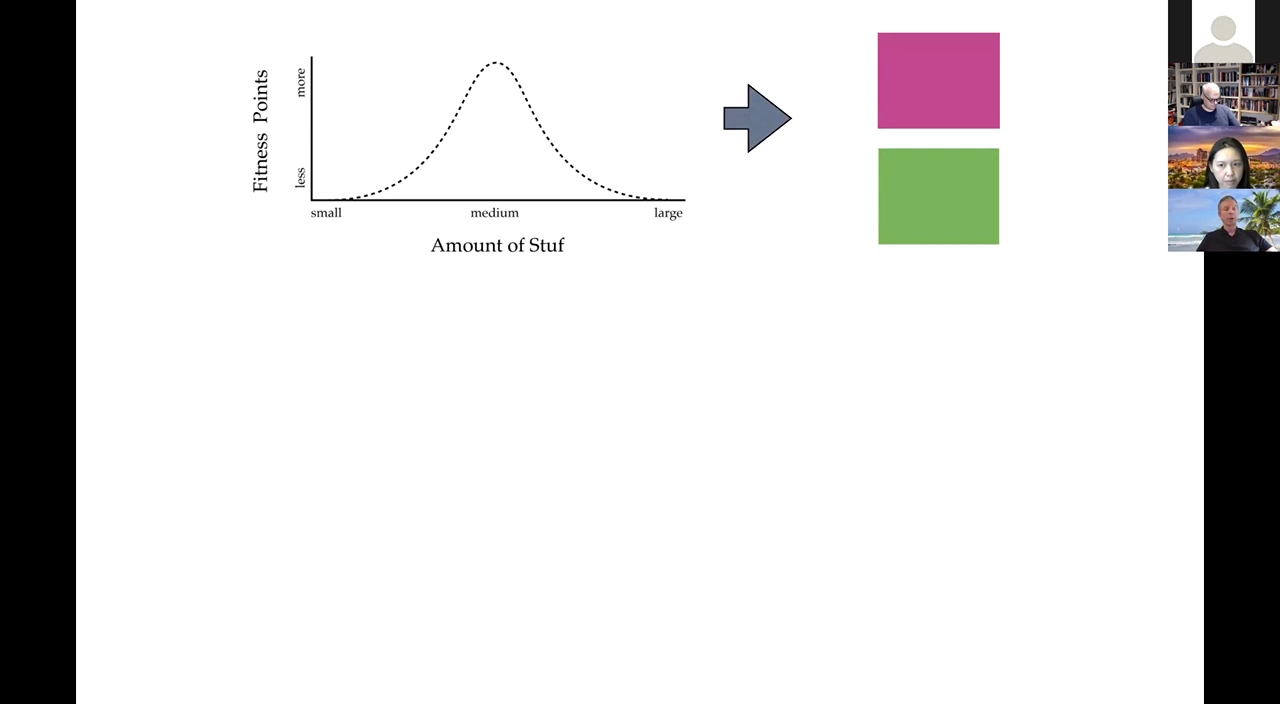 Fitness Points
more
less
small medium large
Amount of Stuf